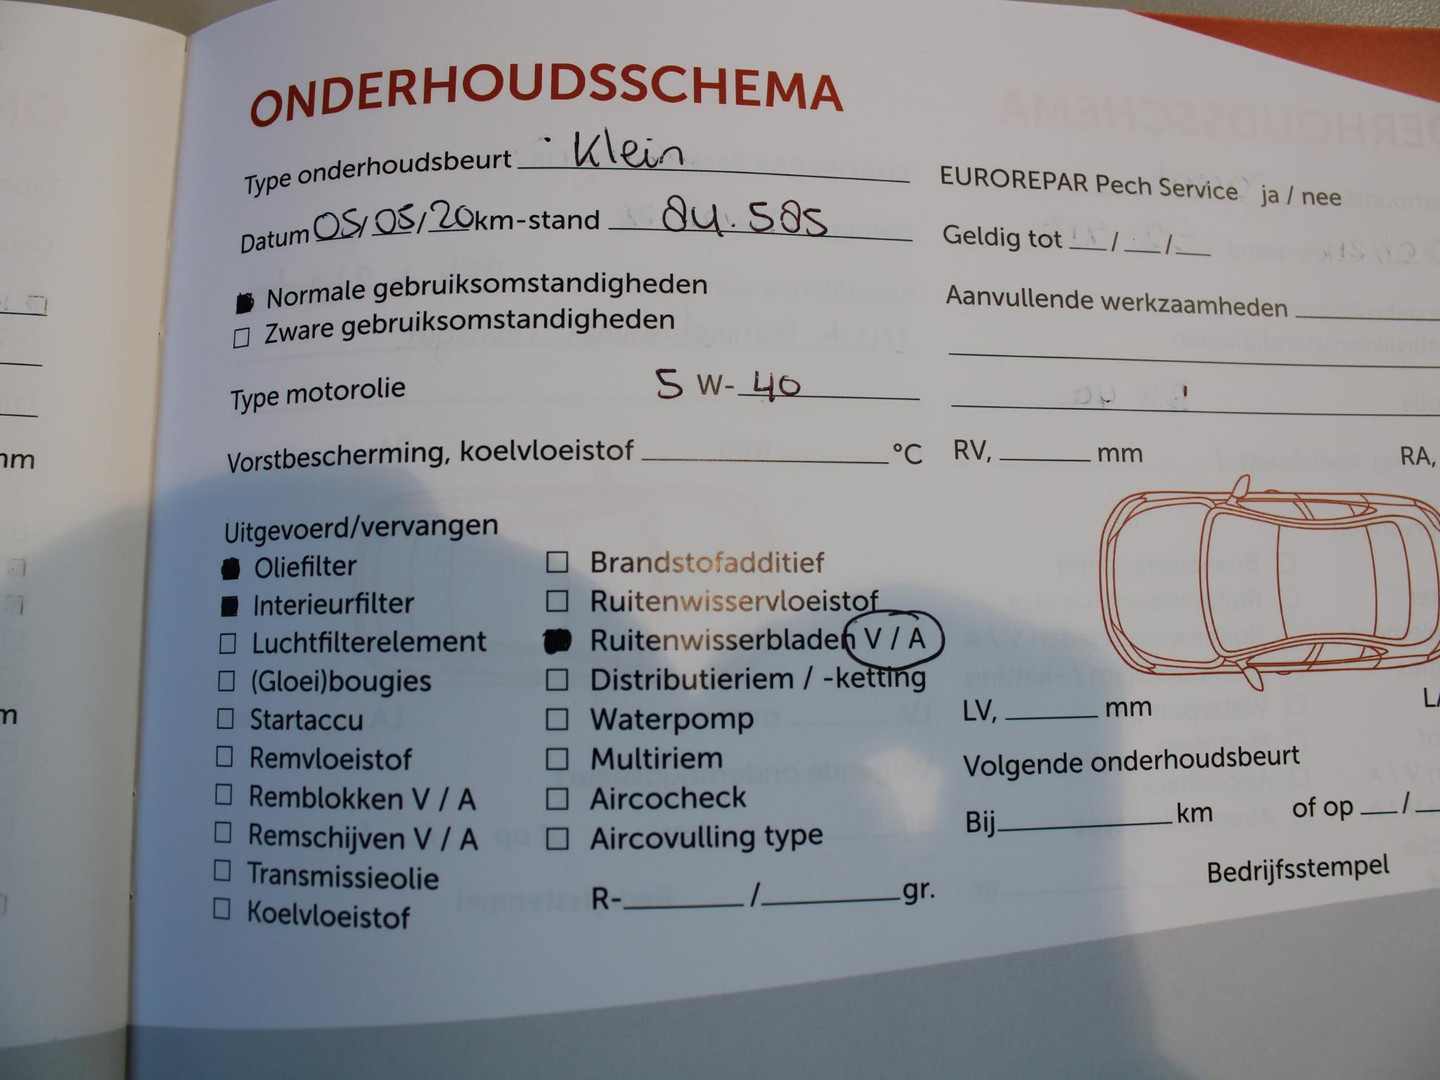 ONDERHOUDSSCHEMA
Type onderhoudsbeurt Klein
Datum 05/05/20 km-stand 84.585
Normale gebruiksomstandigheden
Zware gebruiksomstandigheden
Type motorolie 5 W-40
Vorstbescherming, koelvloeistof °C
Uitgevoerd/vervangen
Oliefilter
Interieurfilter
Luchtfilterelement
(Gloei)bougies
Startaccu
Remvloeistof
Remblokken V / A
Remschijven V / A
Transmissieolie
Koelvloeistof
Brandstofadditief
Ruitenwisservloeistof
Ruitenwisserbladen V / A
Distributieriem / -ketting
Waterpomp
Multiriem
Aircocheck
Aircovulling type
R- / gr.
EUROREPAR Pech Service ja / nee
Geldig tot / /
Aanvullende werkzaamheden
RV, mm
RA,
LV, mm
Volgende onderhoudsbeurt
Bij km of op /
Bedrijfsstempel